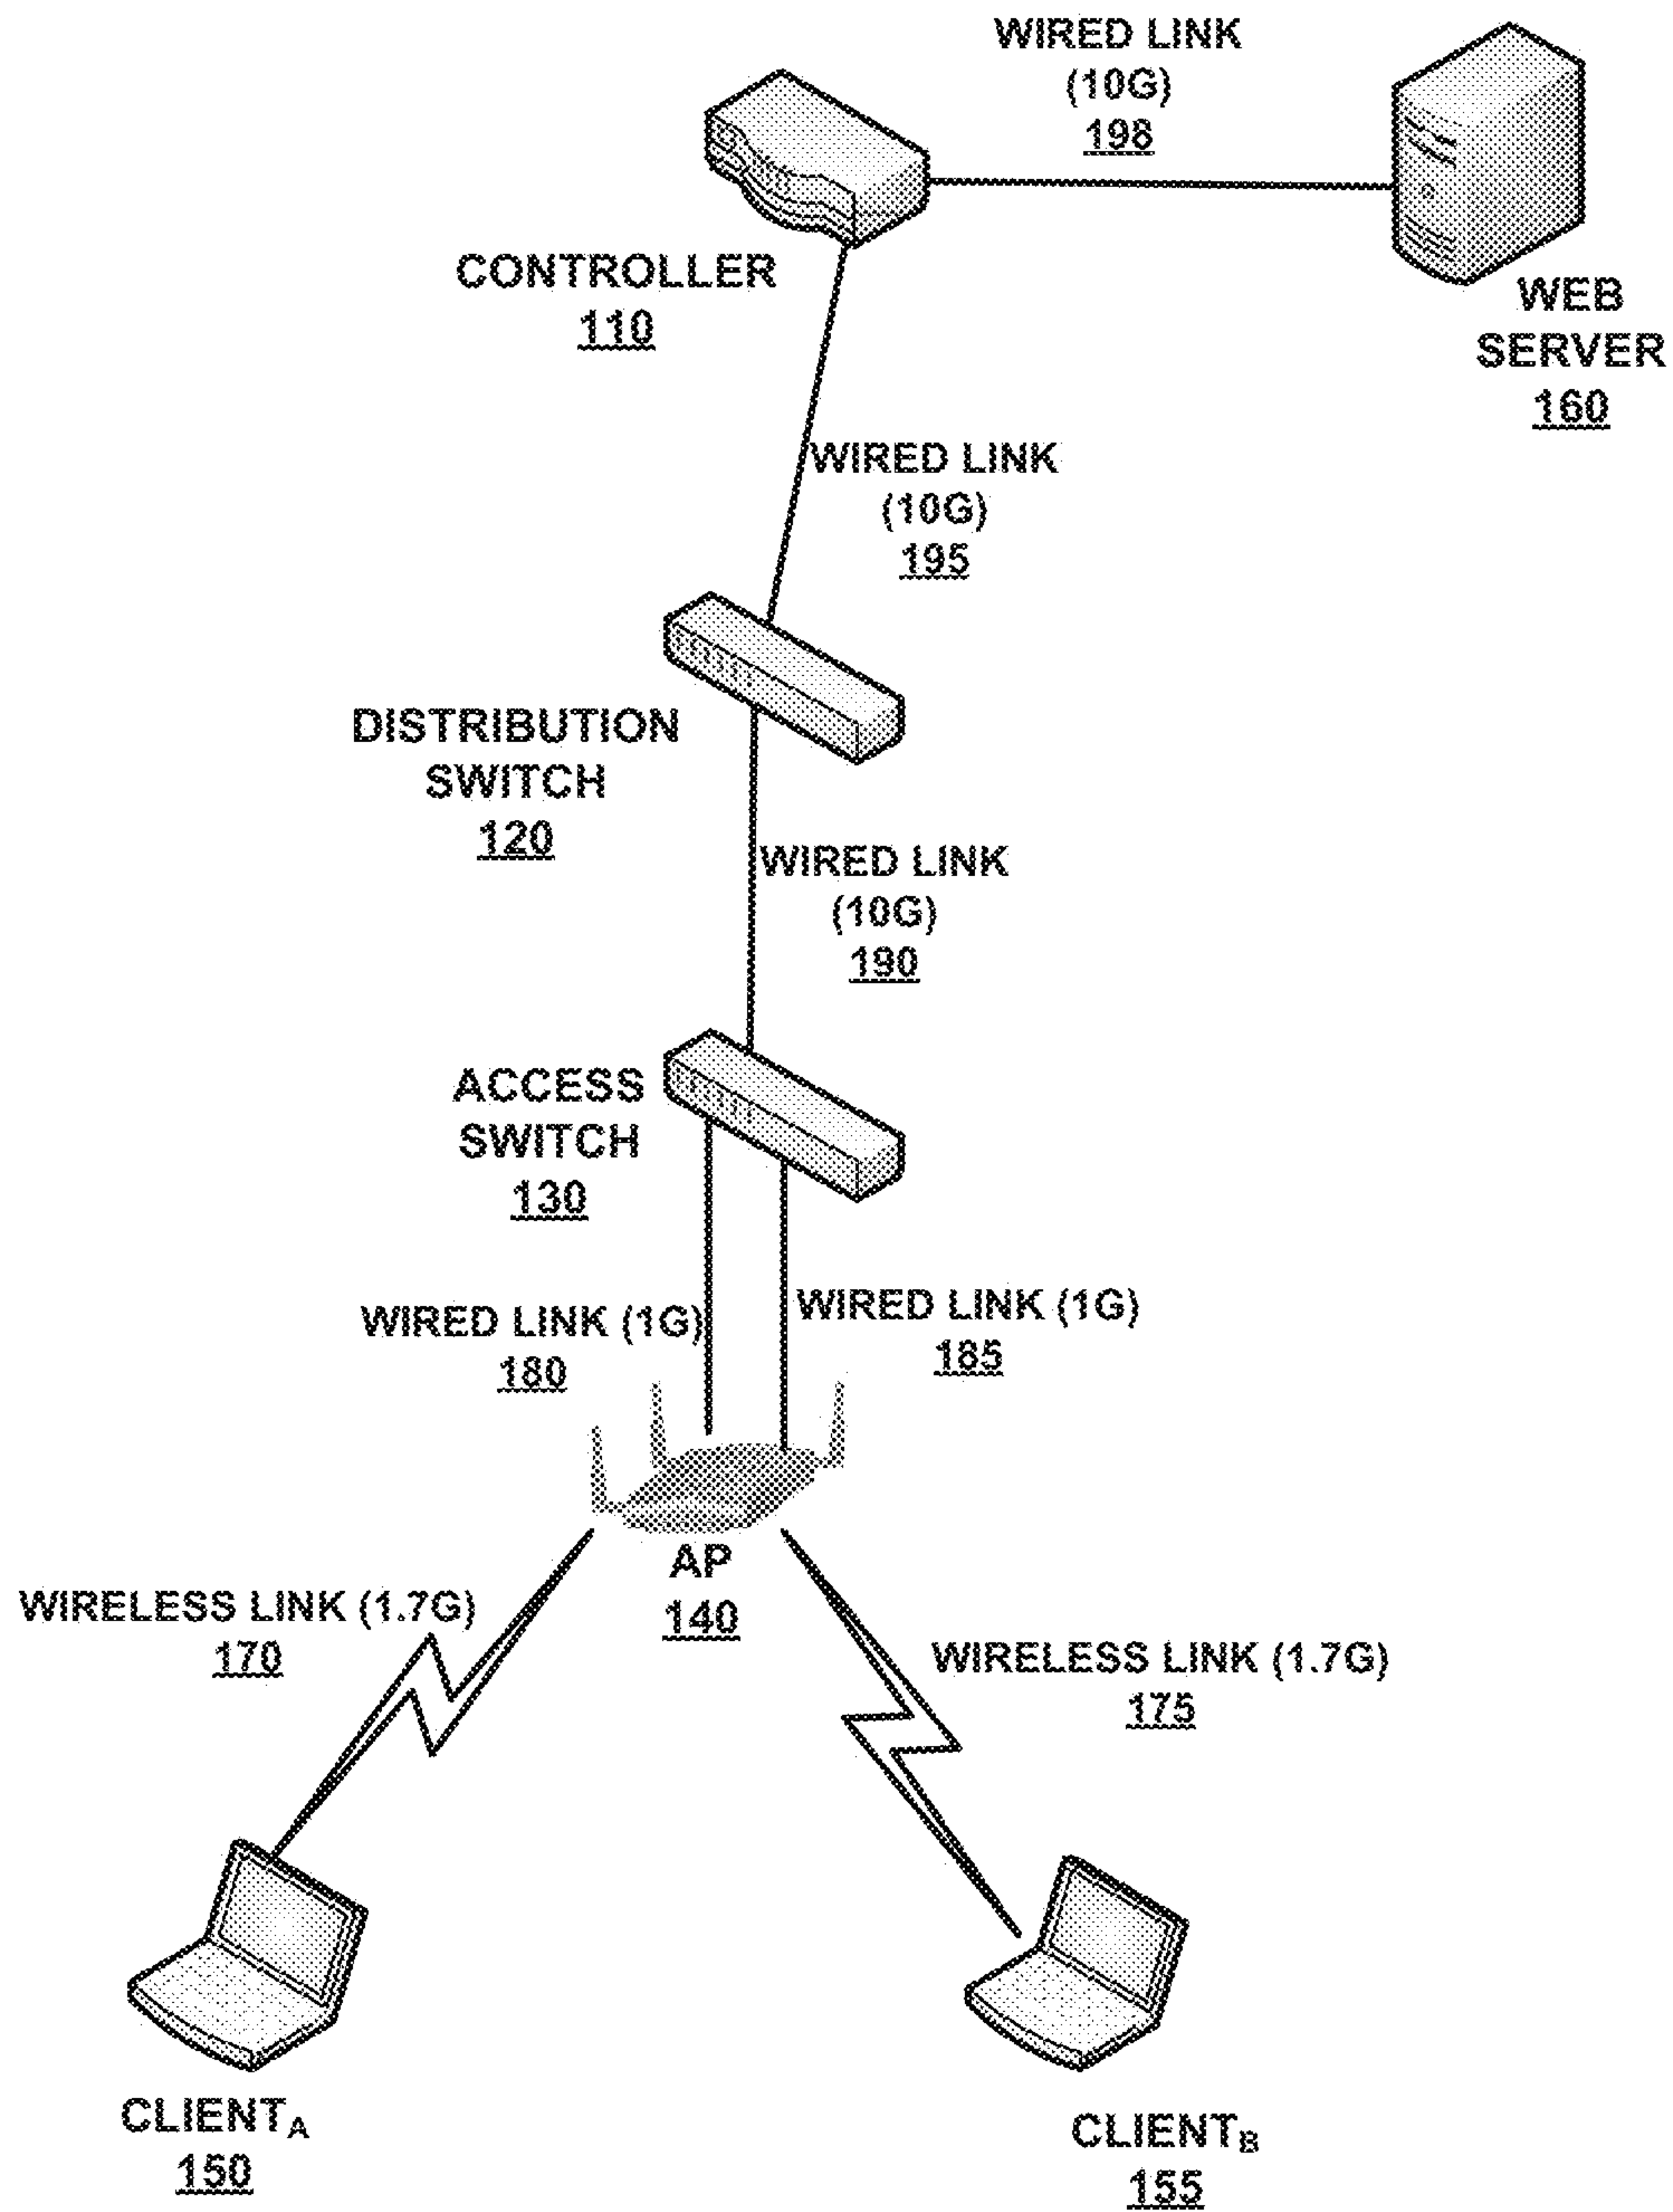 WIRED LINK
(10G)
198
CONTROLLER
110
WEB
SERVER
160
WIRED LINK
(10G)
195
DISTRIBUTION
SWITCH
120
WIRED LINK
(10G)
190
ACCESS
SWITCH
130
WIRED LINK (1G)
180
WIRED LINK (1G)
185
AP
140
WIRELESS LINK (1.7G)
170
WIRELESS LINK (1.7G)
175
CLIENTA
150
CLIENTB
155